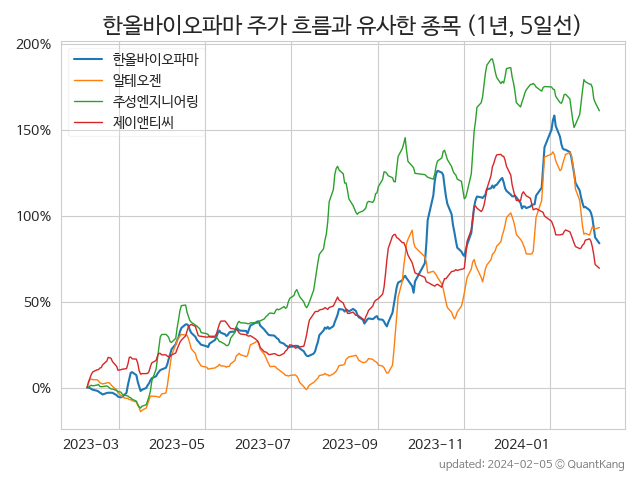 한올바이오파마 주가 흐름과 유사한 종목 (1년, 5일선)
200%
150%
100%
50%
0%
한올바이오파마
알테오젠
주성엔지니어링
제이앤티씨
2023-03
2023-05
2023-07
2023-09
2023-11
2024-01
updated: 2024-02-05 © QuantKang